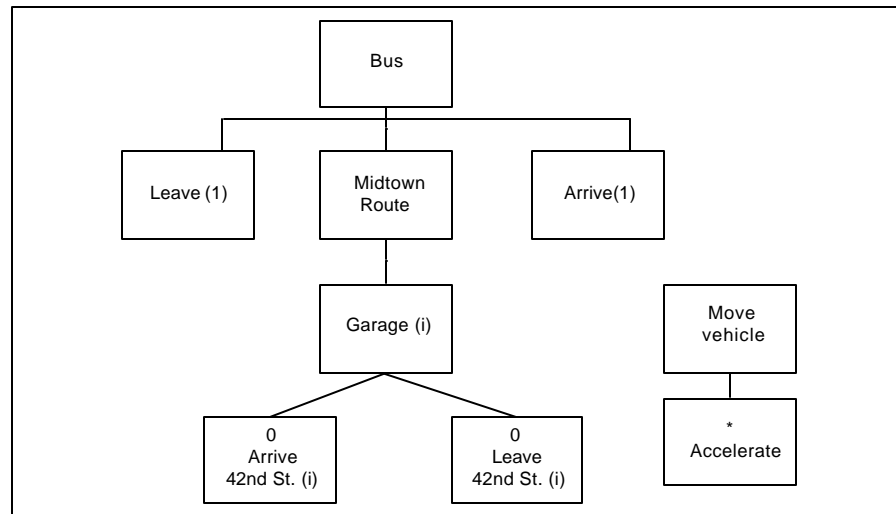 Bus
Leave (1)
Midtown
Route
Arrive(1)
Garage (i)
Move
vehicle
0
Arrive
42nd St. (i)
0
Leave
42nd St. (i)
*
Accelerate